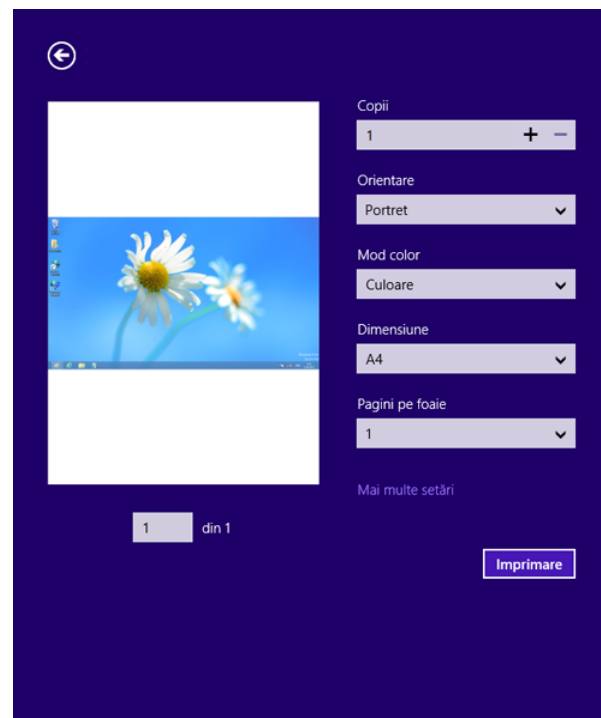 Copii
1
Orientare
Portret
Mod color
Culoare
Dimensiune
A4
Pagini pe foaie
1
Mai multe setări
1 din 1
Imprimare